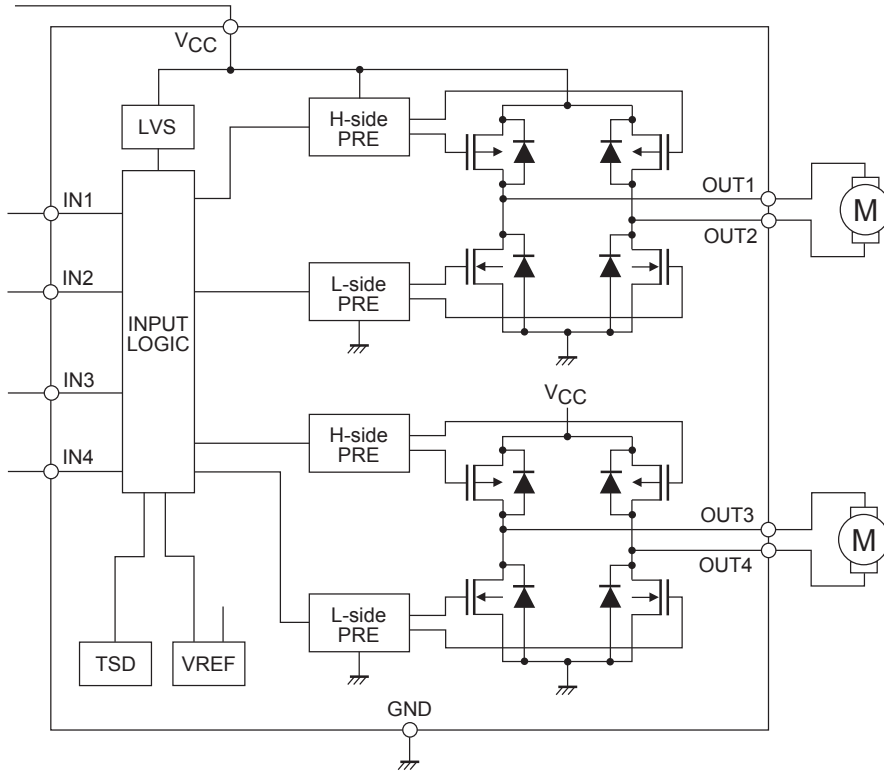 VCC
LVS
H-side
PRE
OUT1
M
IN1
OUT2
IN2
L-side
PRE
INPUT
LOGIC
IN3
VCC
H-side
PRE
IN4
OUT3
M
OUT4
L-side
PRE
TSD
VREF
GND